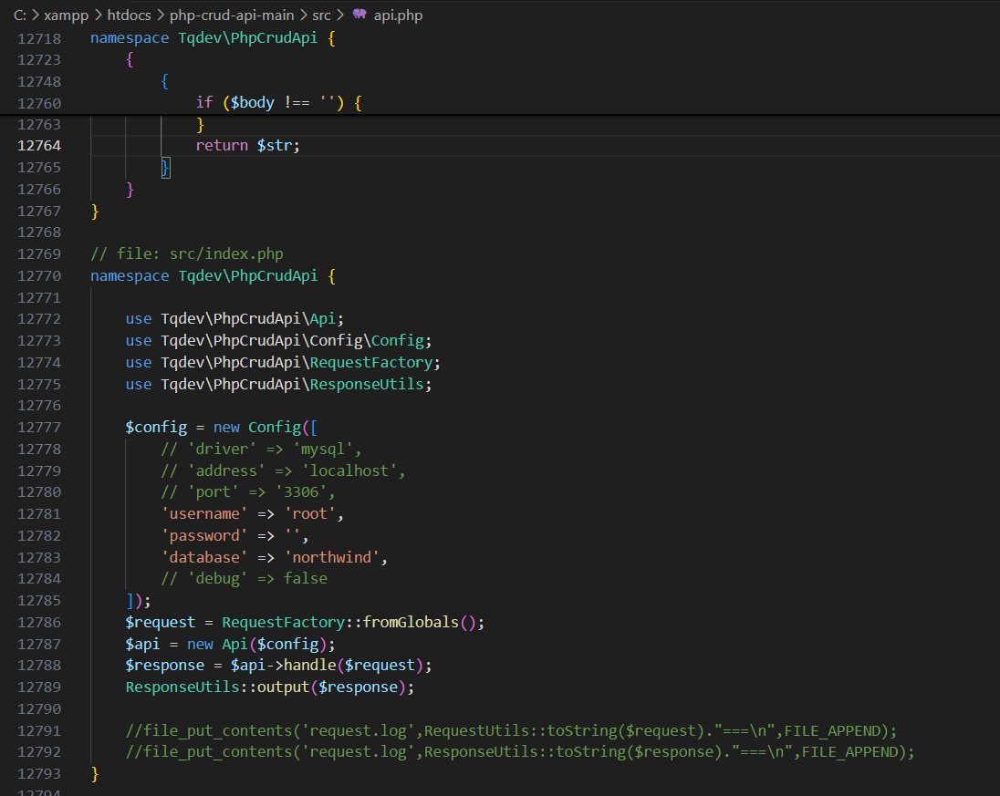 C: > xampp > htdocs > php-crud-api-main > src > api.php
12718 namespace Tqdev\PhpCrudApi {
12723 {
12748 {
12760 if ($body !== '') {
12763 }
12764 return $str;
12765 }
12766 }
12767 }
12768
12769 // file: src/index.php
12770 namespace Tqdev\PhpCrudApi {
12771
12772 use Tqdev\PhpCrudApi\Api;
12773 use Tqdev\PhpCrudApi\Config\Config;
12774 use Tqdev\PhpCrudApi\RequestFactory;
12775 use Tqdev\PhpCrudApi\ResponseUtils;
12776
12777 $config = new Config([
12778 // 'driver' => 'mysql',
12779 // 'address' => 'localhost',
12780 // 'port' => '3306',
12781 'username' => 'root',
12782 'password' => '',
12783 'database' => 'northwind',
12784 // 'debug' => false
12785 ]);
12786 $request = RequestFactory::fromGlobals();
12787 $api = new Api($config);
12788 $response = $api->handle($request);
12789 ResponseUtils::output($response);
12790
12791 //file_put_contents('request.log',RequestUtils::toString($request)."===\n",FILE_APPEND);
12792 //file_put_contents('request.log',ResponseUtils::toString($response)."===\n",FILE_APPEND);
12793 }
12794